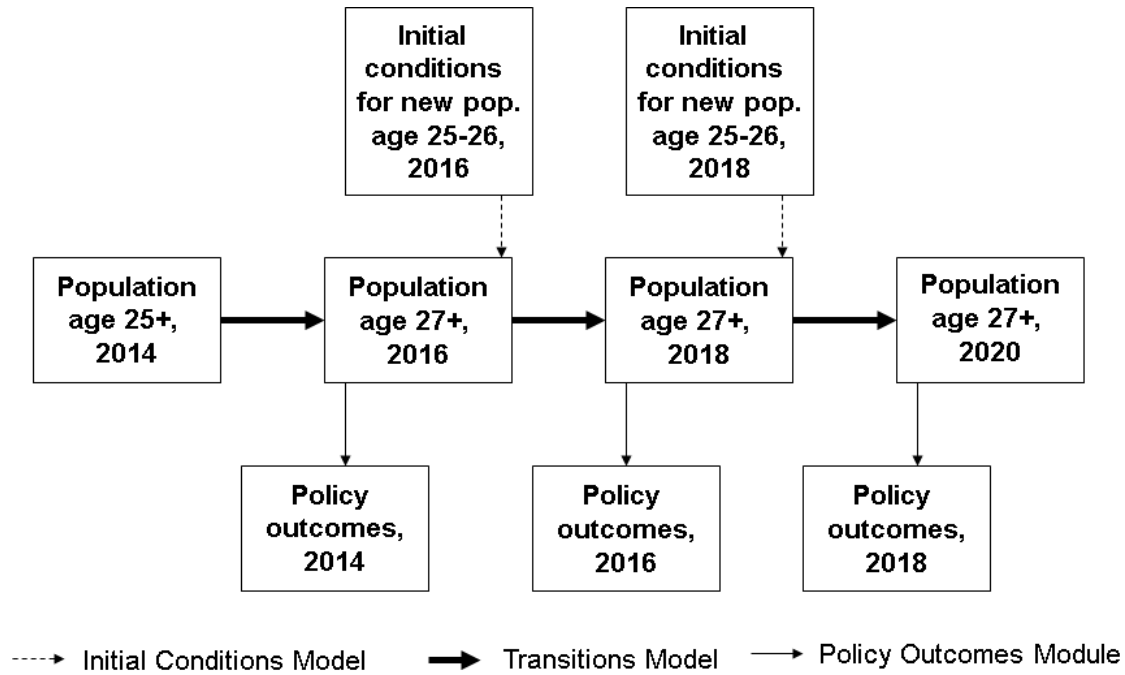 Initial
conditions
for new pop.
age 25-26,
2016
Initial
conditions
for new pop.
age 25-26,
2018
Population
age 25+,
2014
Population
age 27+,
2016
Population
age 27+,
2018
Population
age 27+,
2020
Policy
outcomes,
2014
Policy
outcomes,
2016
Policy
outcomes,
2018
Initial Conditions Model
Transitions Model
Policy Outcomes Module